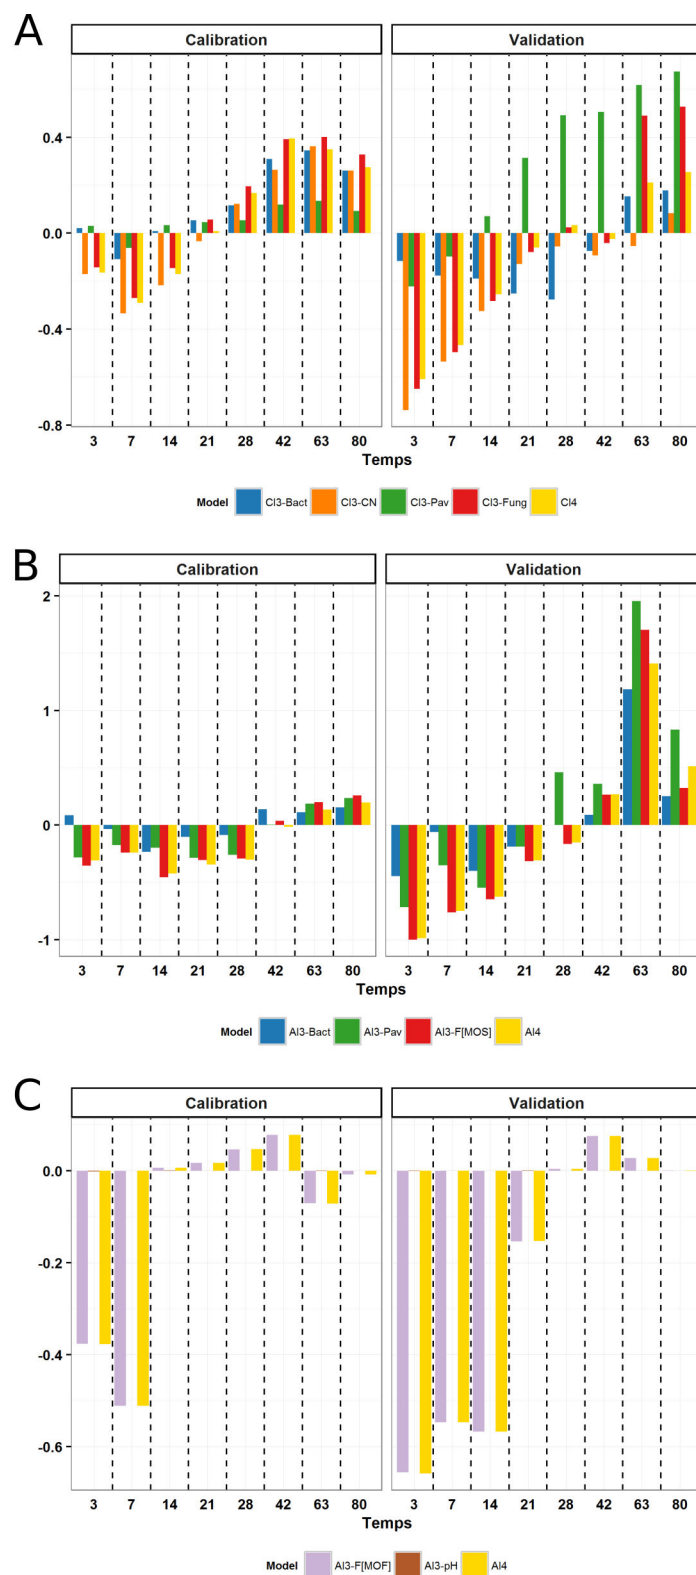 A
Calibration Validation
0.4
0.0
-0.4
-0.8
3 7 14 21 28 42 63 80 3 7 14 21 28 42 63 80
Temps
Model Cl3-Bact Cl3-CN Cl3-Pav Cl3-Fung Cl4
B
Calibration Validation
2
1
0
-1
3 7 14 21 28 42 63 80 3 7 14 21 28 42 63 80
Temps
Model Al3-Bact Al3-Pav Al3-F[MOS] Al4
C
Calibration Validation
0.0
-0.2
-0.4
-0.6
3 7 14 21 28 42 63 80 3 7 14 21 28 42 63 80
Temps
Model Al3-F[MOF] Al3-pH Al4